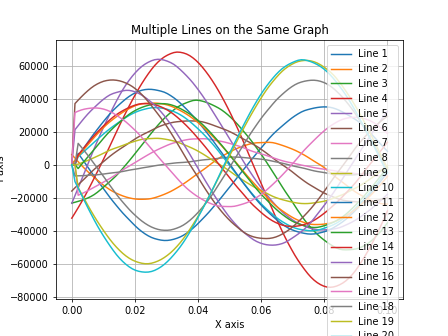 Multiple Lines on the Same Graph
60000
40000
20000
0
−20000
−40000
−60000
−80000
0.00
0.02
0.04
0.06
X axis
Line 1
Line 2
Line 3
Line 4
Line 5
Line 6
Line 7
Line 8
Line 9
Line 10
Line 11
Line 12
Line 13
Line 14
Line 15
Line 16
Line 17
Line 18
Line 19
Line 20